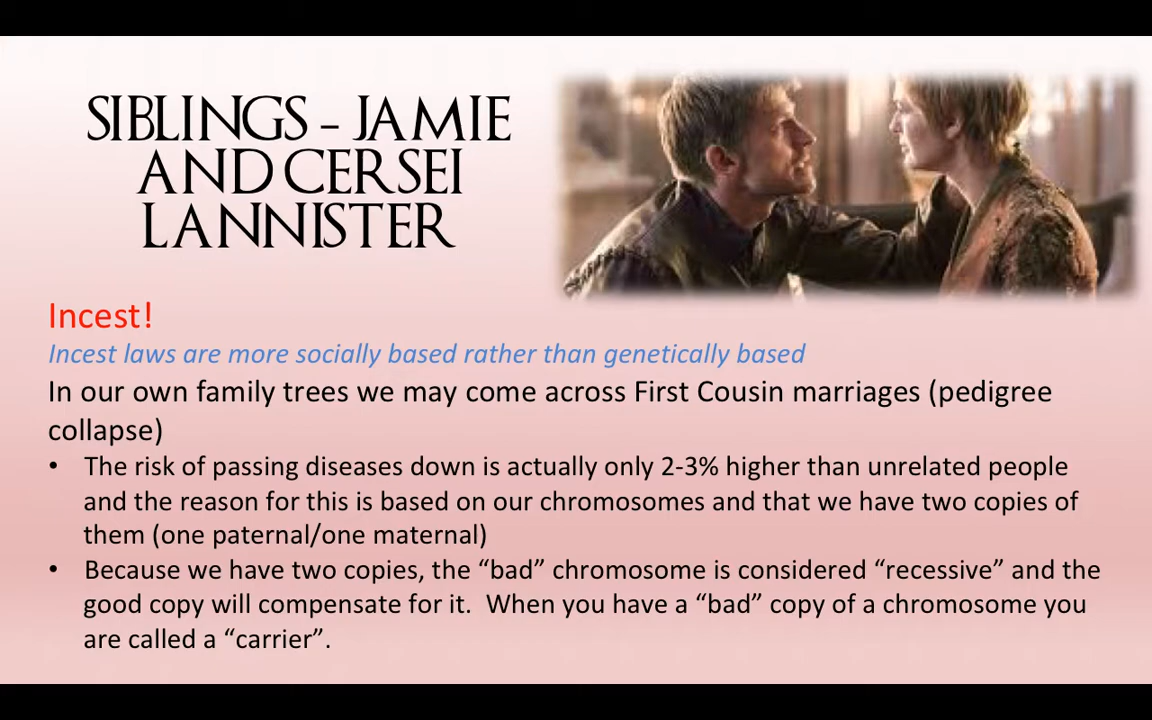 SIBLINGS – JAMIE
AND CERSEI
LANNISTER
Incest!
Incest laws are more socially based rather than genetically based
In our own family trees we may come across First Cousin marriages (pedigree
collapse)
• The risk of passing diseases down is actually only 2-3% higher than unrelated people
and the reason for this is based on our chromosomes and that we have two copies of
them (one paternal/one maternal)
• Because we have two copies, the “bad” chromosome is considered “recessive” and the
good copy will compensate for it.  When you have a “bad” copy of a chromosome you
are called a “carrier”.